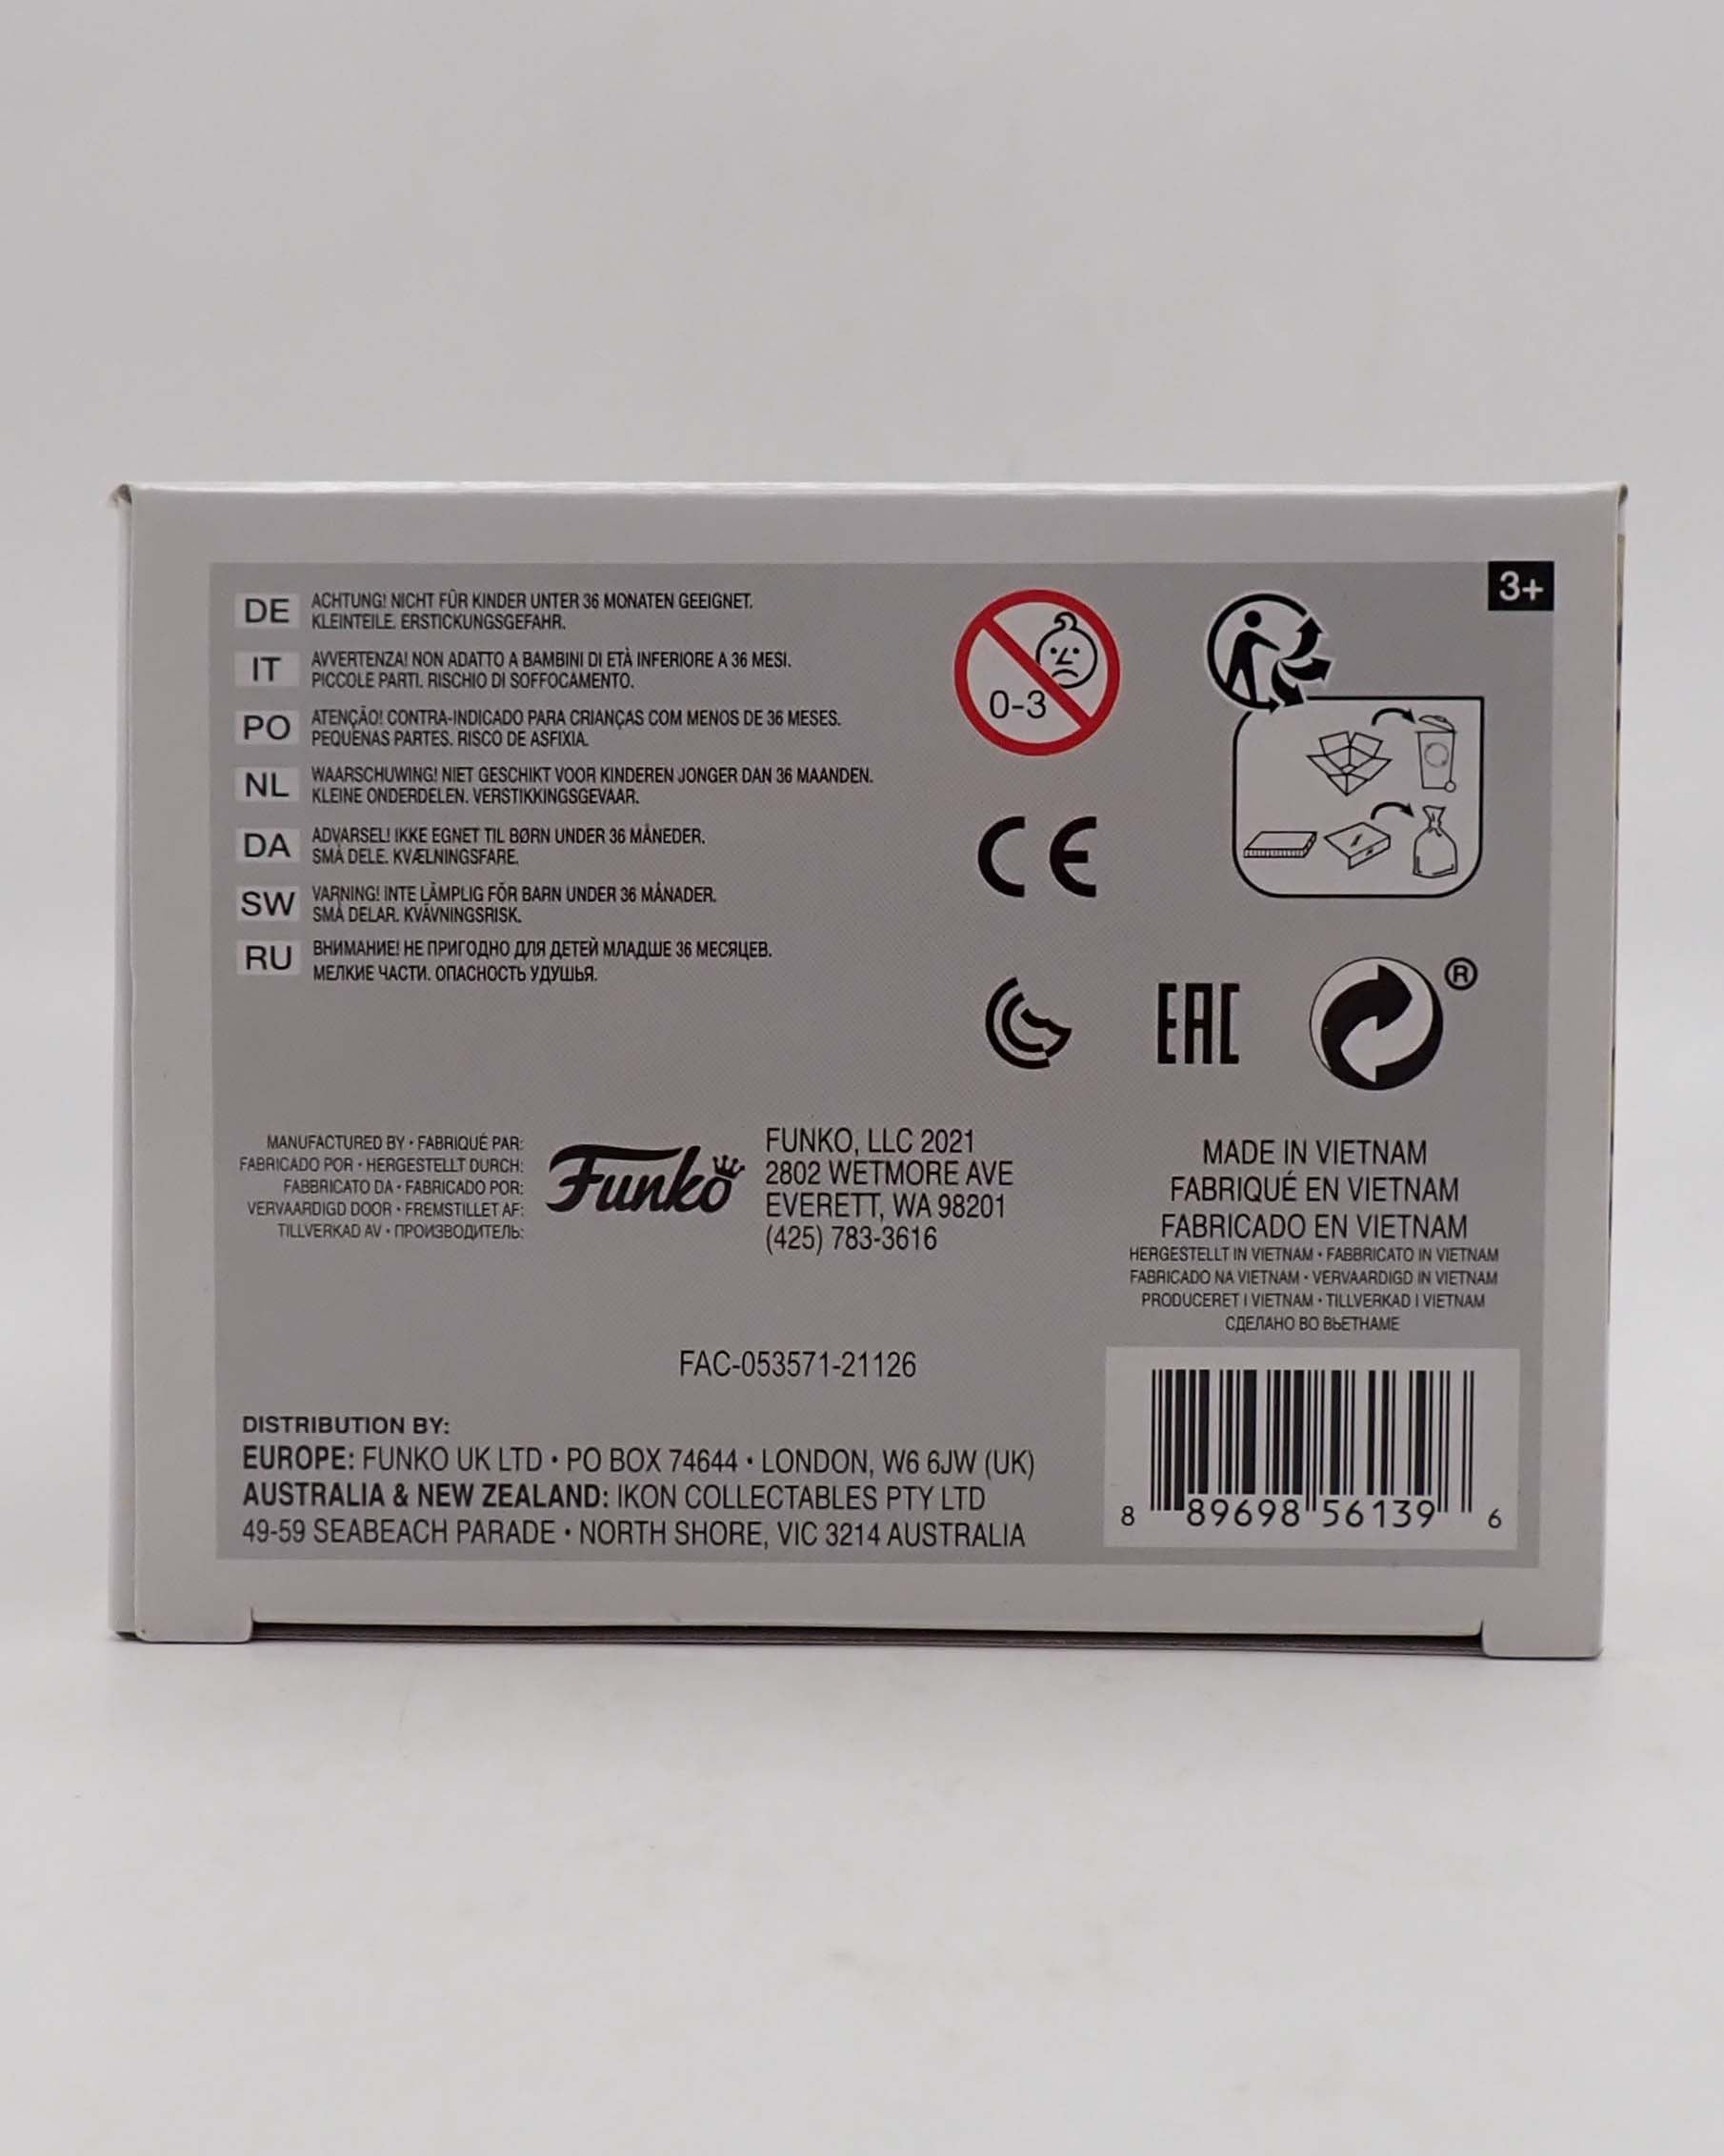 3+
DE
ACHTUNG! NICHT FÜR KINDER UNTER 36 MONATEN GEEIGNET.
KLEINTEILE. ERSTICKUNGSGEFAHR.
IT
AVVERTENZA! NON ADATTO A BAMBINI DI ETÀ INFERIORE A 36 MESI.
PICCOLE PARTI. RISCHIO DI SOFFOCAMENTO.
PO
ATENÇÃO! CONTRA-INDICADO PARA CRIANÇAS COM MENOS DE 36 MESES.
PEQUENAS PARTES. RISCO DE ASFIXIA.
NL
WAARSCHUWING! NIET GESCHIKT VOOR KINDEREN JONGER DAN 36 MAANDEN.
KLEINE ONDERDELEN. VERSTIKKINGSGEVAAR.
DA
ADVARSEL! IKKE EGNET TIL BØRN UNDER 36 MÅNEDER.
SMÅ DELE. KVÆLNINGSFARE.
SW
VARNING! INTE LÄMPLIG FÖR BARN UNDER 36 MÅNADER.
SMÅ DELAR. KVÄVNINGSRISK.
RU
ВНИМАНИЕ! НЕ ПРИГОДНО ДЛЯ ДЕТЕЙ МЛАДШЕ 36 МЕСЯЦЕВ.
МЕЛКИЕ ЧАСТИ. ОПАСНОСТЬ УДУШЬЯ.
0-3
CE
EAC
®
MANUFACTURED BY • FABRIQUÉ PAR:
FABRICADO POR • HERGESTELLT DURCH:
FABBRICATO DA • FABRICADO POR:
VERVAARDIGD DOOR • FREMSTILLET AF:
TILLVERKAD AV • ПРОИЗВОДИТЕЛЬ:
Funko
FUNKO, LLC 2021
2802 WETMORE AVE
EVERETT, WA 98201
(425) 783-3616
MADE IN VIETNAM
FABRIQUÉ EN VIETNAM
FABRICADO EN VIETNAM
HERGESTELLT IN VIETNAM • FABBRICATO IN VIETNAM
FABRICADO NA VIETNAM • VERVAARDIGD IN VIETNAM
PRODUCERET I VIETNAM • TILLVERKAD I VIETNAM
СДЕЛАНО ВО ВЬЕТНАМЕ
FAC-053571-21126
DISTRIBUTION BY:
EUROPE: FUNKO UK LTD • PO BOX 74644 • LONDON, W6 6JW (UK)
AUSTRALIA & NEW ZEALAND: IKON COLLECTABLES PTY LTD
49-59 SEABEACH PARADE • NORTH SHORE, VIC 3214 AUSTRALIA
8 89698 56139 6